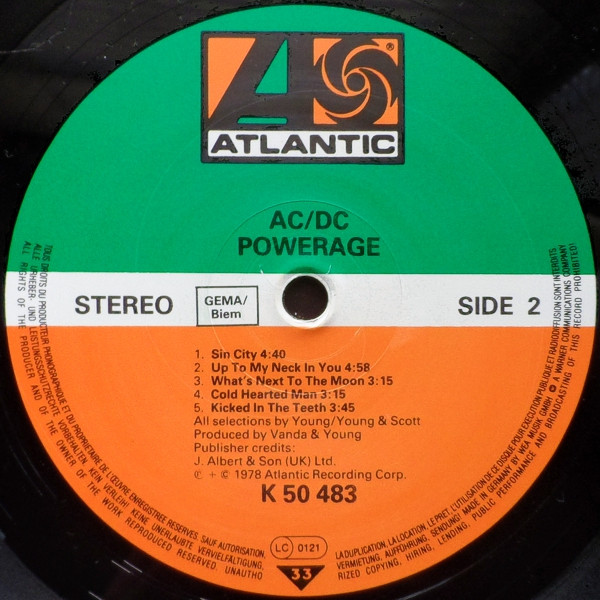 ATLANTIC
®
AC/DC
POWERAGE
STEREO
GEMA/
Biem
SIDE 2
1. Sin City 4:40
2. Up To My Neck In You 4:58
3. What's Next To The Moon 3:15
4. Cold Hearted Man 3:15
5. Kicked In The Teeth 3:45
All selections by Young/Young & Scott
Produced by Vanda & Young
Publisher credits:
J. Albert & Son (UK) Ltd.
℗ + © 1978 Atlantic Recording Corp.
K 50 483
LC 0121
33
TOUS DROITS DU PRODUCTEUR PHONOGRAPHIQUE ET DU PROPRIETAIRE DE L'ŒUVRE ENREGISTREE RESERVES. SAUF AUTORISATION,
LA DUPLICATION, LA LOCATION, LE PRET, L'UTILISATION DE CE DISQUE POUR EXECUTION PUBLIQUE ET RADIODIFFUSION SONT INTERDITS
ALLE URHEBER- UND LEISTUNGSSCHUTZRECHTE VORBEHALTEN. KEIN VERLEIH! KEINE UNERLAUBTE VERVIELFÄLTIGUNG,
VERMIETUNG, AUFFÜHRUNG, SENDUNG! MADE IN GERMANY BY WEA MUSIK GMBH A WARNER COMMUNICATIONS COMPANY
ALL RIGHTS OF THE PRODUCER AND OF THE OWNER OF THE WORK REPRODUCED RESERVED. UNAUTHO
RIZED COPYING, HIRING, LENDING, PUBLIC PERFORMANCE AND BROADCASTING OF THIS RECORD PROHIBITED!